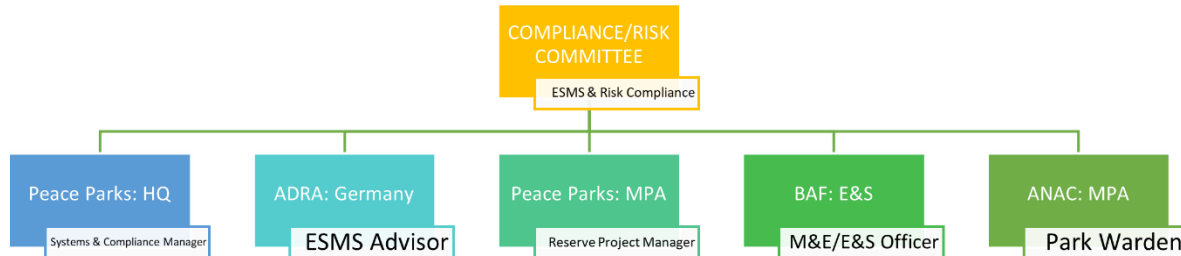 COMPLIANCE/RISK
COMMITTEE
ESMS & Risk Compliance
Peace Parks: HQ
Systems & Compliance Manager
ADRA: Germany
ESMS Advisor
Peace Parks: MPA
Reserve Project Manager
BAF: E&S
M&E/E&S Officer
ANAC: MPA
Park Warden